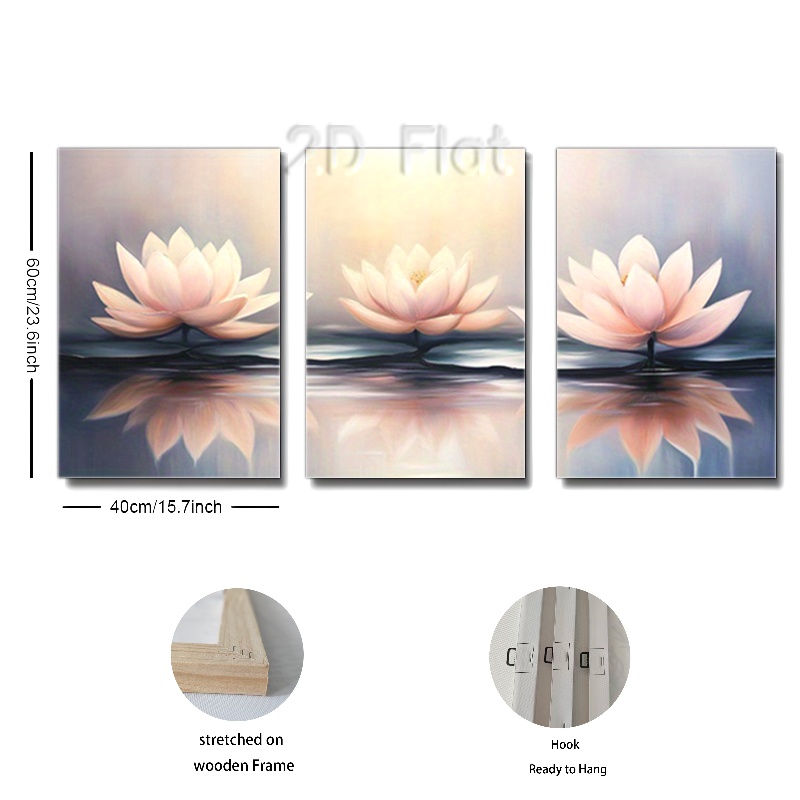 2D Flat
60cm/23.6inch
40cm/15.7inch
stretched on
wooden Frame
Hook
Ready to Hang